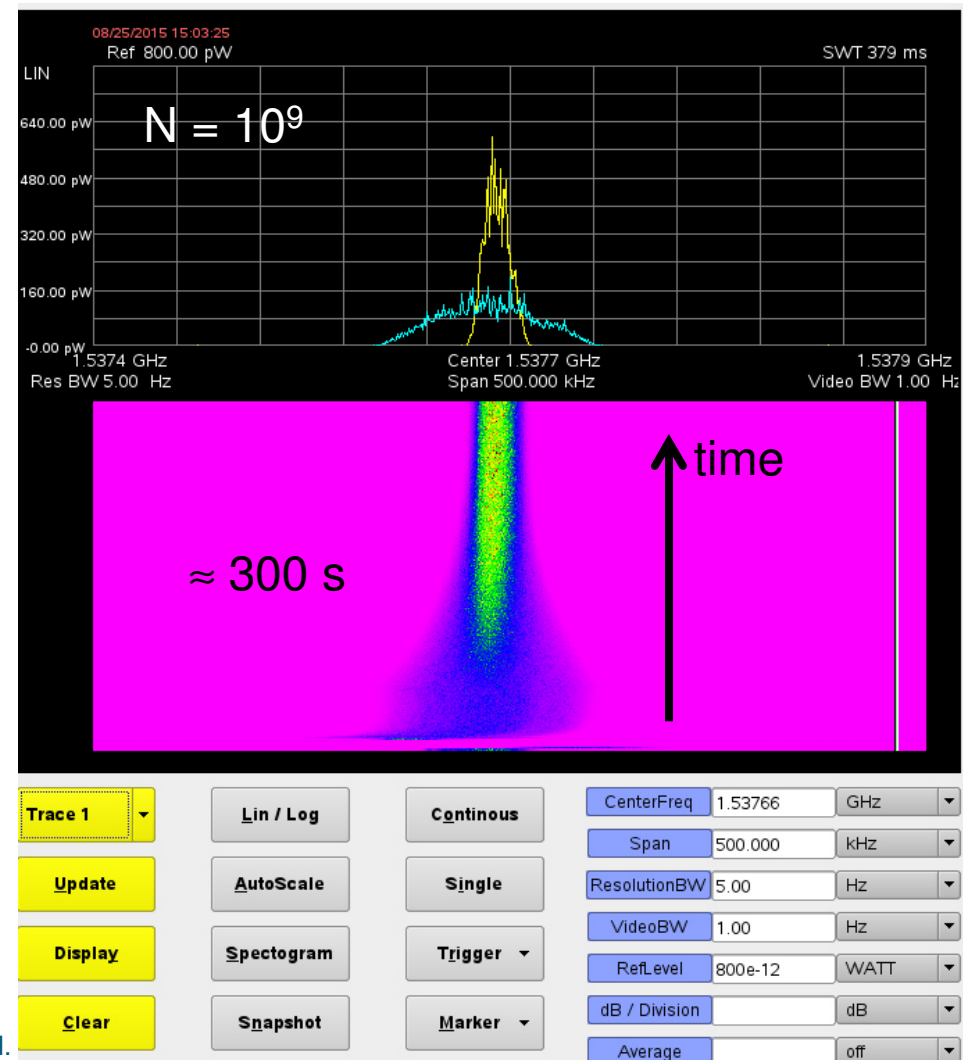 08/25/2015 15:03:25
Ref 800.00 pW SWT 379 ms
LIN
640.00 pW
N = 10⁹
480.00 pW
320.00 pW
160.00 pW
-0.00 pW
1.5374 GHz Center 1.5377 GHz 1.5379 GHz
Res BW 5.00 Hz Span 500.000 kHz Video BW 1.00 Hz
time
≈ 300 s
Trace 1 Lin / Log Continous CenterFreq 1.53766 GHz
Span 500.000 kHz
Update AutoScale Single ResolutionBW 5.00 Hz
VideoBW 1.00 Hz
Display Spectogram Trigger RefLevel 800e-12 WATT
dB / Division dB
Clear Snapshot Marker
Average off